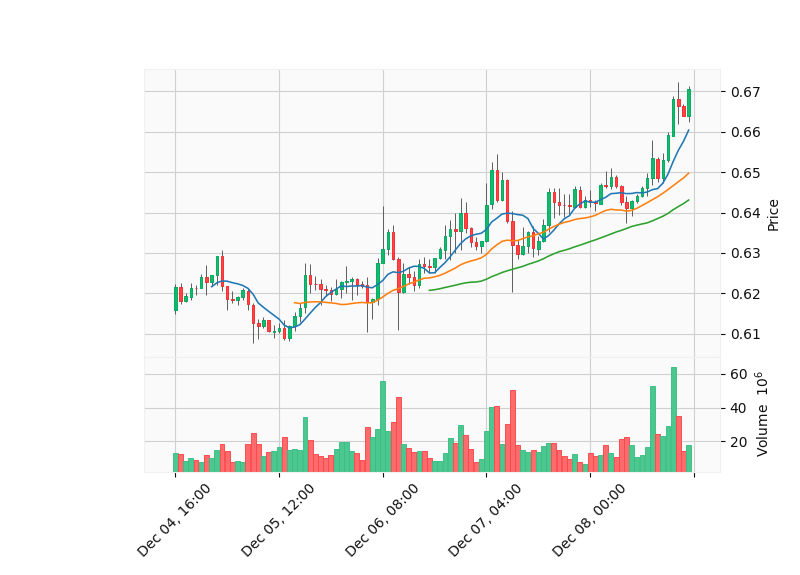 0.67
0.66
0.65
0.64
0.63
0.62
0.61
Price
60
40
20
Volume 10^6
Dec 04, 16:00
Dec 05, 12:00
Dec 06, 08:00
Dec 07, 04:00
Dec 08, 00:00